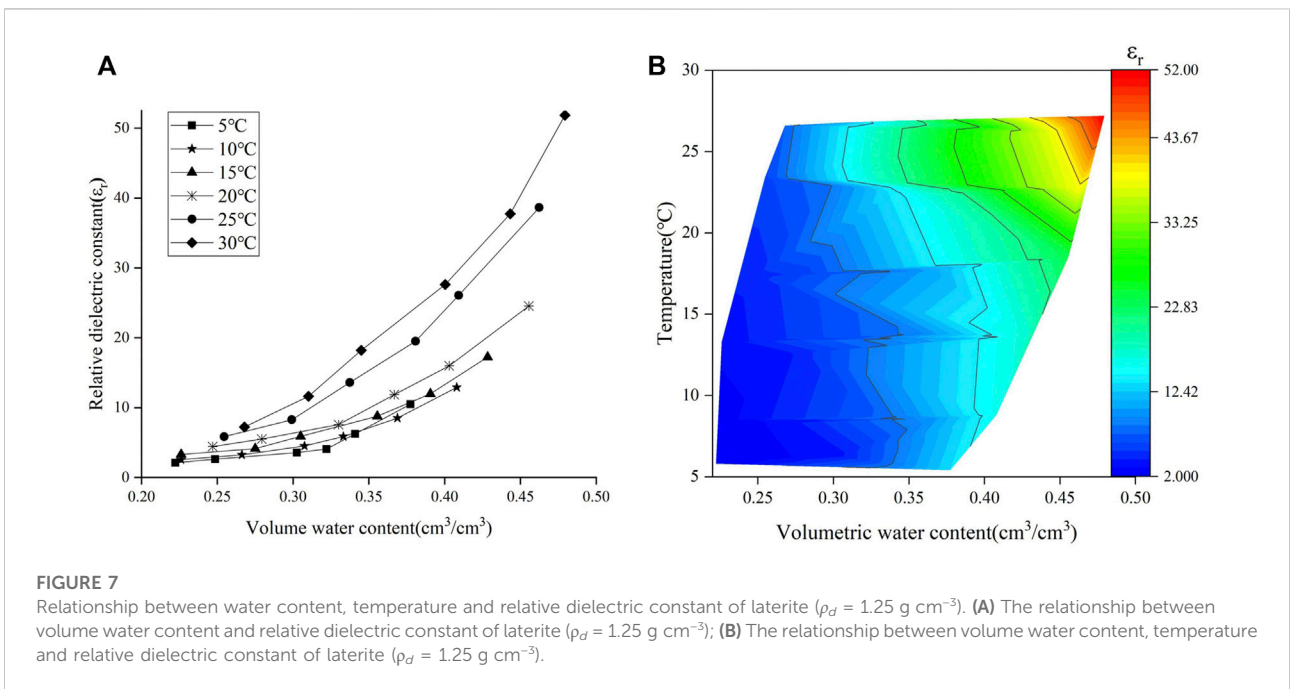 A
50
40
30
20
10
0
Relative dielectric constant(εr)
5℃
10℃
15℃
20℃
25℃
30℃
0.20 0.25 0.30 0.35 0.40 0.45 0.50
Volume water content(cm³/cm³)
B
30
25
20
15
10
5
Temperature(°C)
0.25 0.30 0.35 0.40 0.45 0.50
Volumetric water content(cm³/cm³)
εr
52.00
43.67
33.25
22.83
12.42
2.000
FIGURE 7
Relationship between water content, temperature and relative dielectric constant of laterite (ρd = 1.25 g cm⁻³). (A) The relationship between
volume water content and relative dielectric constant of laterite (ρd = 1.25 g cm⁻³); (B) The relationship between volume water content, temperature
and relative dielectric constant of laterite (ρd = 1.25 g cm⁻³).